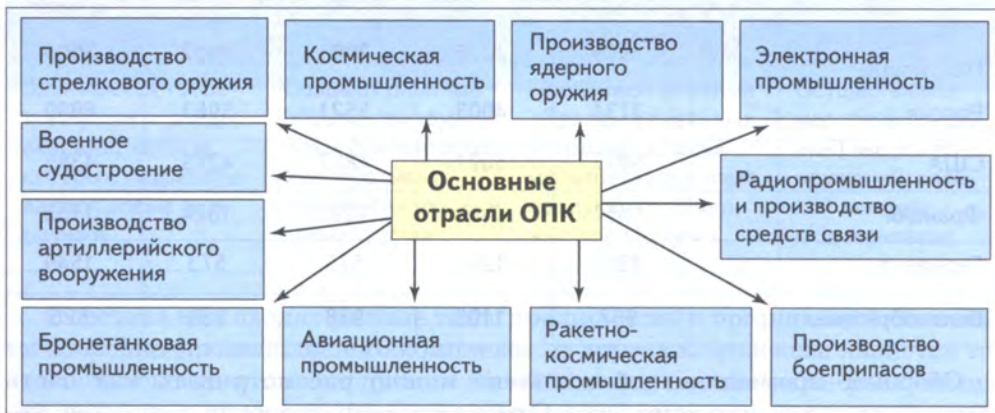 Производство
стрелкового оружия
Космическая
промышленность
Производство
ядерного
оружия
Электронная
промышленность
Военное
судостроение
Основные
отрасли ОПК
Радиопромышленность
и производство
средств связи
Производство
артиллерийского
вооружения
Бронетанковая
промышленность
Авиационная
промышленность
Ракетно-
космическая
промышленность
Производство
боеприпасов